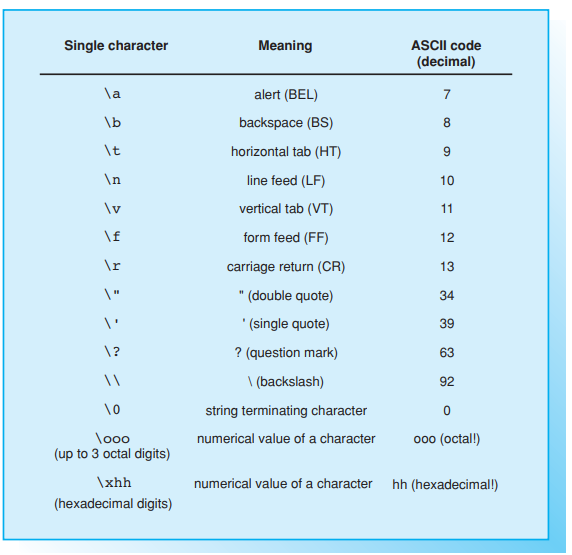 Single character Meaning ASCII code
(decimal)
\a alert (BEL) 7
\b backspace (BS) 8
\t horizontal tab (HT) 9
\n line feed (LF) 10
\v vertical tab (VT) 11
\f form feed (FF) 12
\r carriage return (CR) 13
\" " (double quote) 34
\' ' (single quote) 39
\? ? (question mark) 63
\\ \ (backslash) 92
\0 string terminating character 0
\ooo numerical value of a character ooo (octal!)
(up to 3 octal digits)
\xhh numerical value of a character hh (hexadecimal!)
(hexadecimal digits)